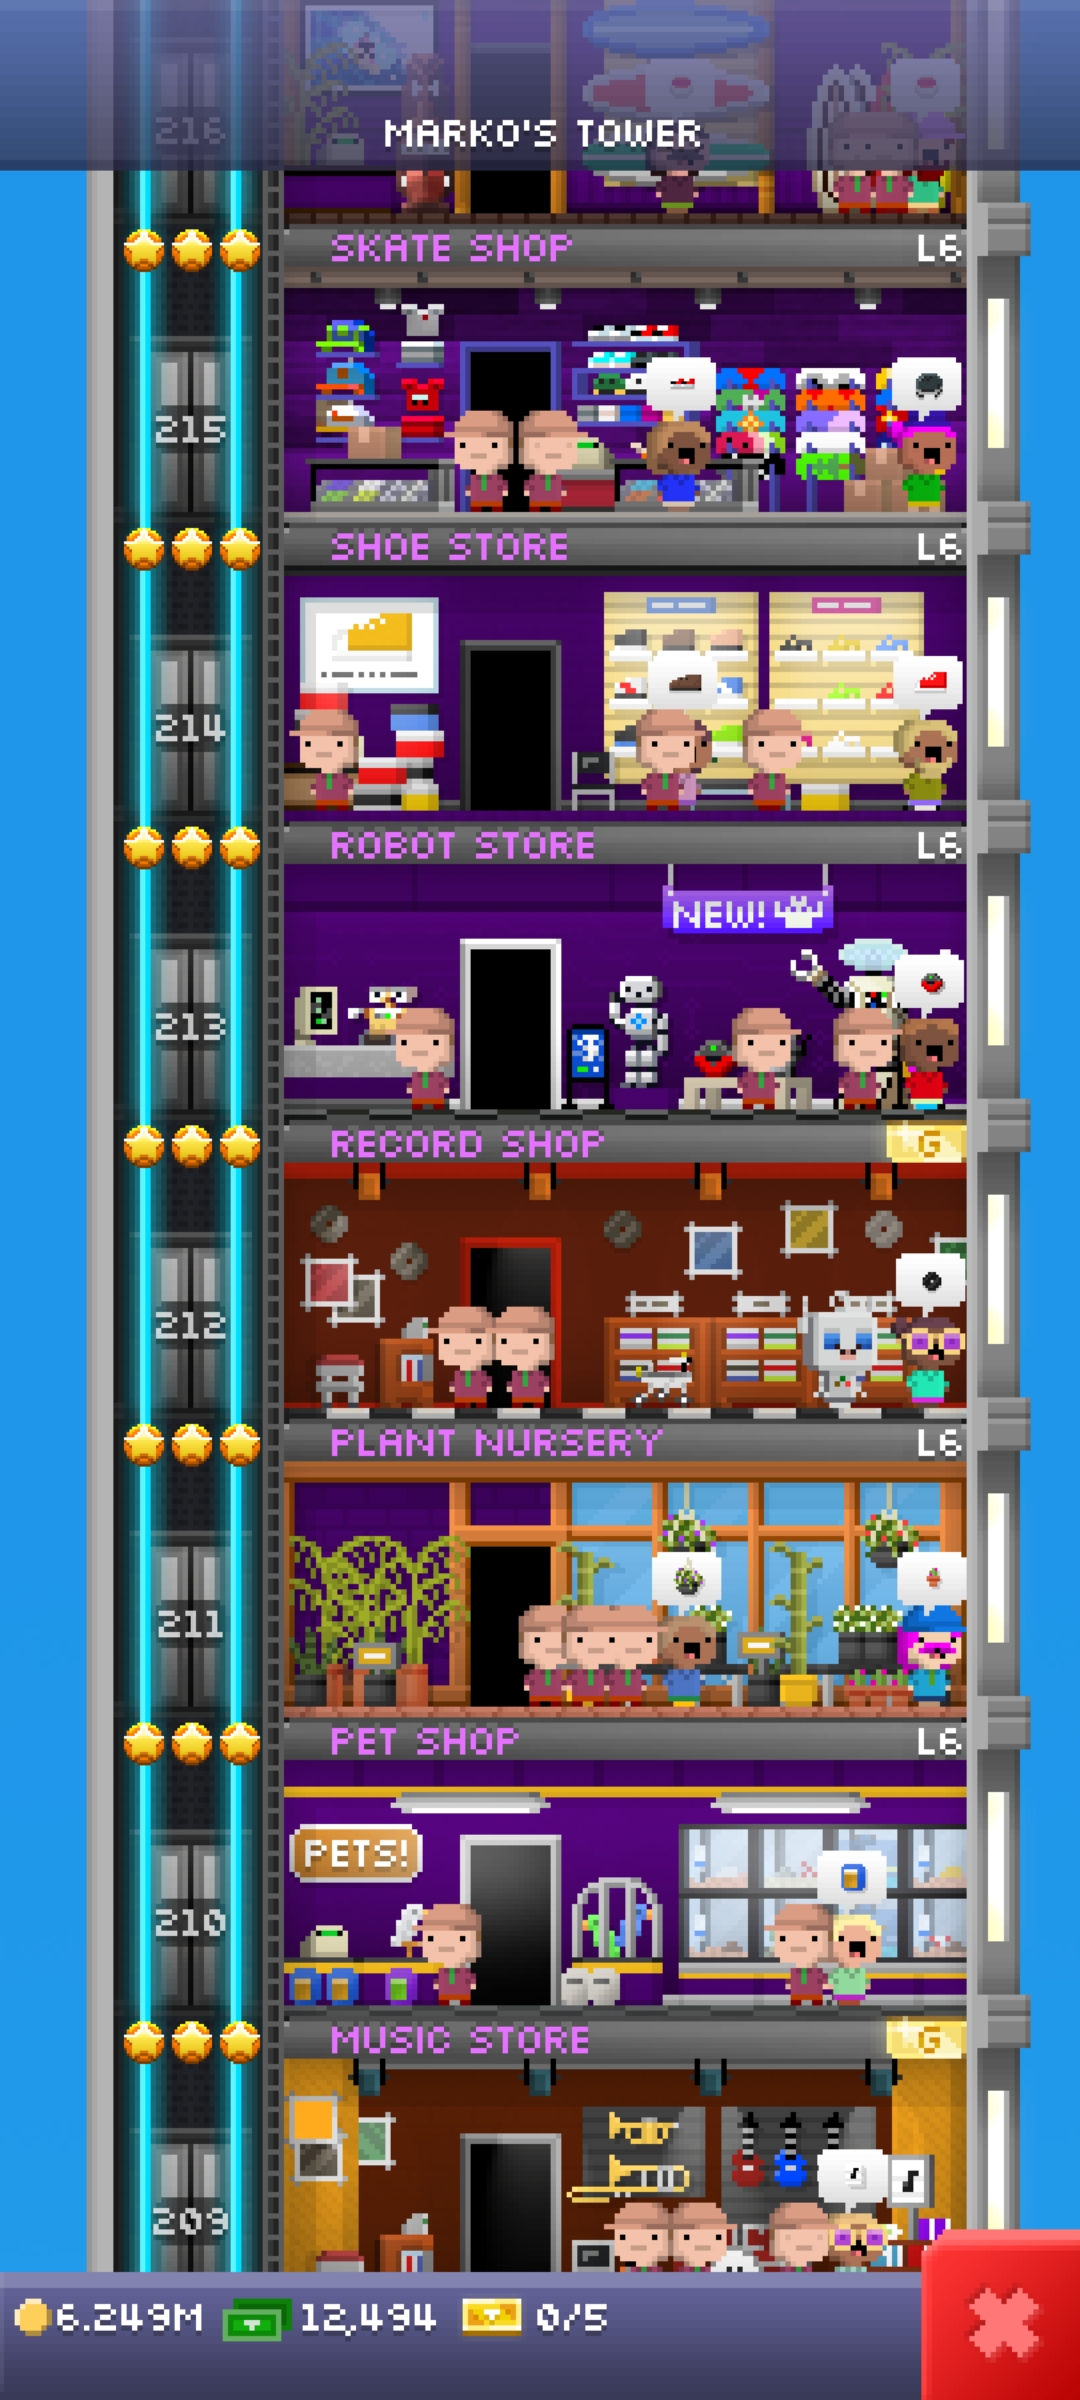 216
MARKO'S TOWER
SKATE SHOP L6
215
SHOE STORE L6
214
ROBOT STORE L6
NEW!
213
RECORD SHOP G
212
PLANT NURSERY L6
211
PET SHOP L6
PETS!
210
MUSIC STORE G
209
6.249M 12,494 0/5